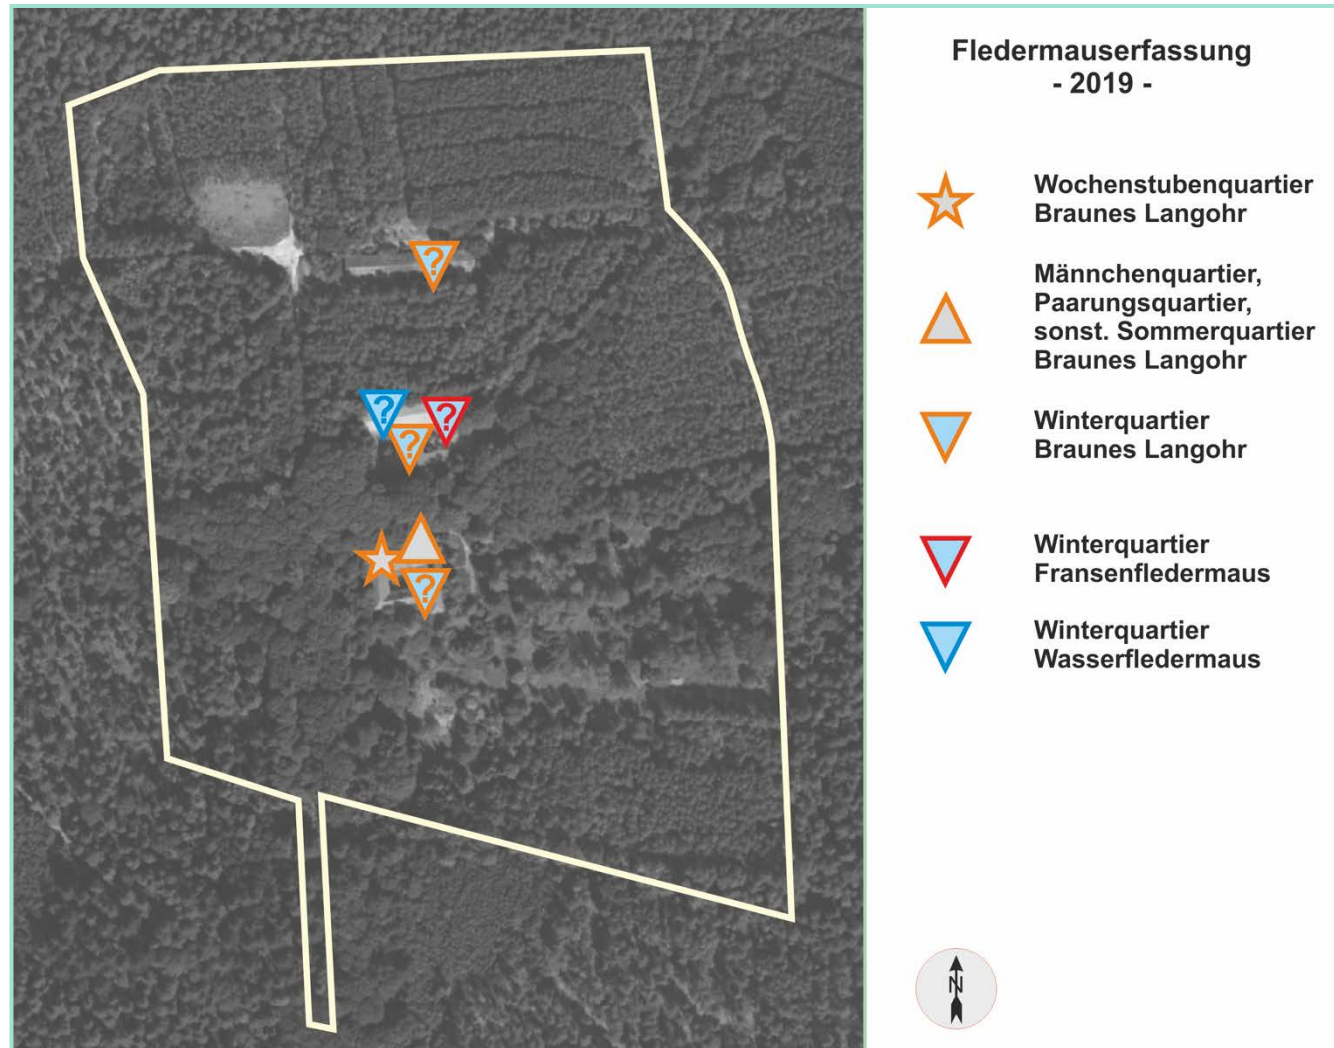 Fledermauserfassung
- 2019 -
Wochenstubenquartier
Braunes Langohr
Männchenquartier,
Paarungsquartier,
sonst. Sommerquartier
Braunes Langohr
Winterquartier
Braunes Langohr
Winterquartier
Fransenfledermaus
Winterquartier
Wasserfledermaus
?
?
?
?
?
N